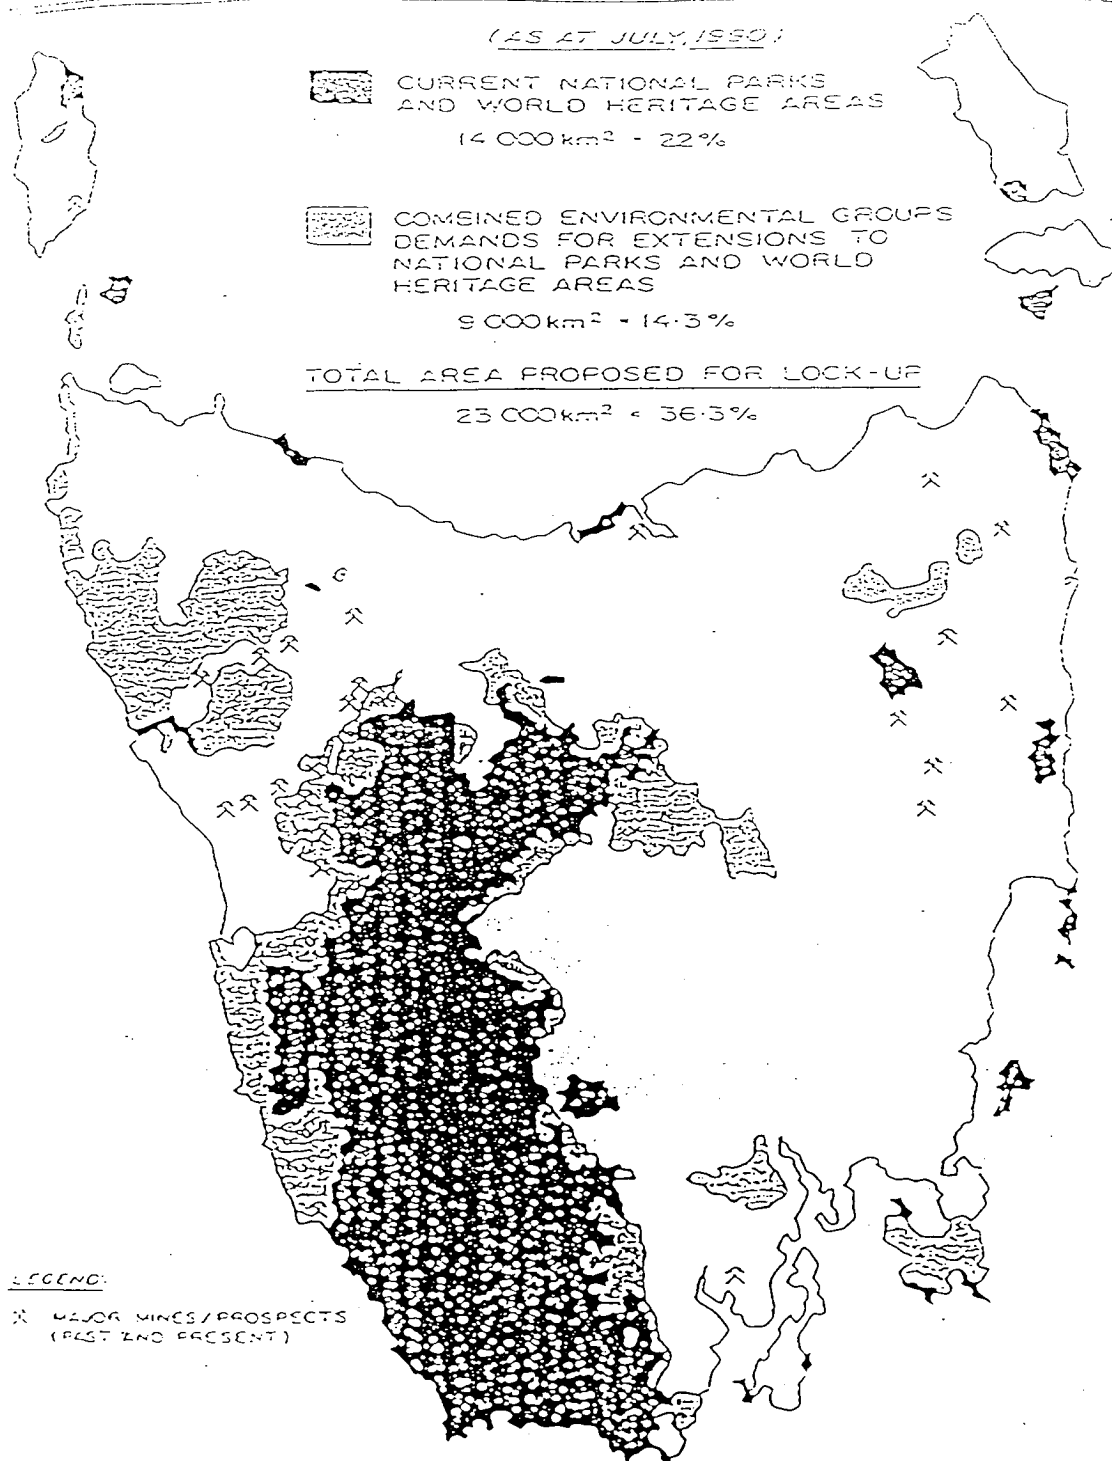 (AS AT JULY, 1990)
CURRENT NATIONAL PARKS
AND WORLD HERITAGE AREAS
14 000 km² - 22%
COMBINED ENVIRONMENTAL GROUPS
DEMANDS FOR EXTENSIONS TO
NATIONAL PARKS AND WORLD
HERITAGE AREAS
9 000 km² - 14·3%
TOTAL AREA PROPOSED FOR LOCK-UP
23 000 km² - 36·3%
LEGEND:
MAJOR MINES/PROSPECTS
(PAST AND PRESENT)